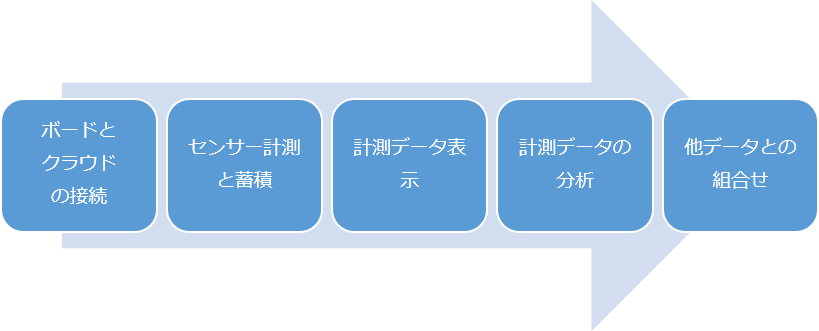 ボードと
クラウド
の接続
センサー計測
と蓄積
計測データ表
示
計測データの
分析
他データとの
組合せ